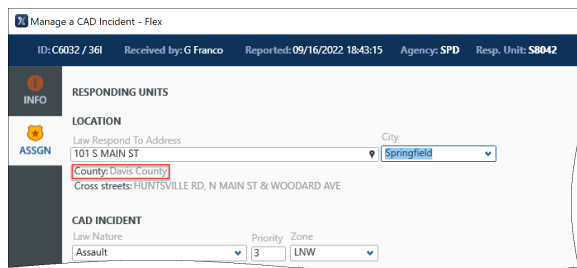 Manage a CAD Incident - Flex
ID: C6032 / 36I Received by: G Franco Reported: 09/16/2022 18:43:15 Agency: SPD Resp. Unit: S8042
INFO
RESPONDING UNITS
LOCATION
ASSGN
Law Respond To Address City
101 S MAIN ST Springfield
County: Davis County
Cross streets: HUNTSVILLE RD, N MAIN ST & WOODARD AVE
CAD INCIDENT
Law Nature Priority Zone
Assault 3 LNW